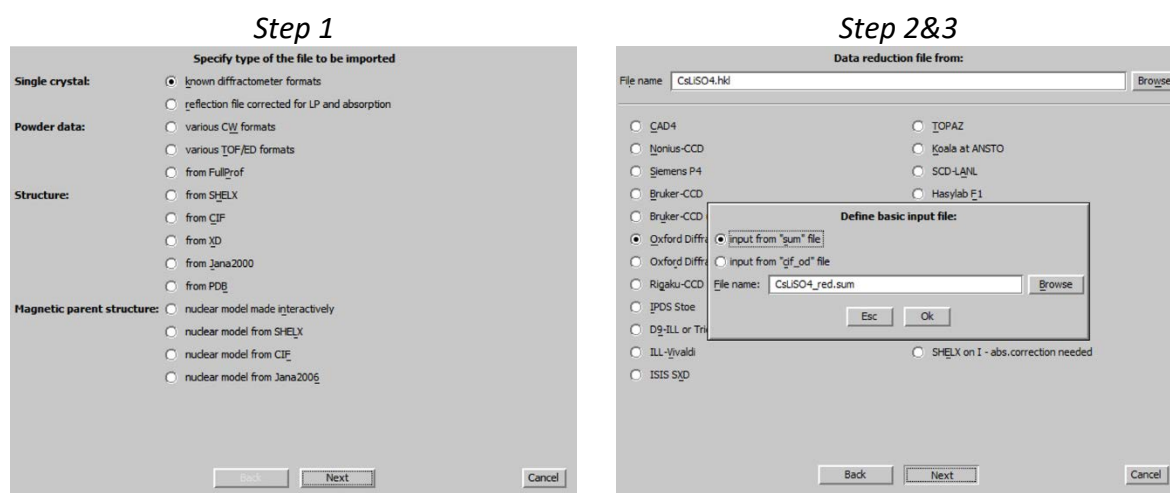 Step 1
Specify type of the file to be imported
Single crystal: known diffractometer formats
reflection file corrected for LP and absorption
Powder data: various CW formats
various TOF/ED formats
from FullProf
Structure: from SHELX
from CIF
from XD
from Jana2000
from PDB
Magnetic parent structure: nuclear model made interactively
nuclear model from SHELX
nuclear model from CIF
nuclear model from Jana2006
Back Next Cancel
Step 2&3
Data reduction file from:
File name CsLiSO4.hkl Browse
CAD4 TOPAZ
Nonius-CCD Koala at ANSTO
Siemens P4 SCD-LANL
Bruker-CCD Hasylab F1
Bruker-CCD Define basic input file:
Oxford Diffra input from "sum" file
Oxford Diffra input from "cif_od" file
Rigaku-CCD File name: CsLiSO4_red.sum Browse
IPDS Stoe Esc Ok
D9-ILL or Tri
ILL-Vivaldi SHELX on I - abs.correction needed
ISIS SXD
Back Next Cancel